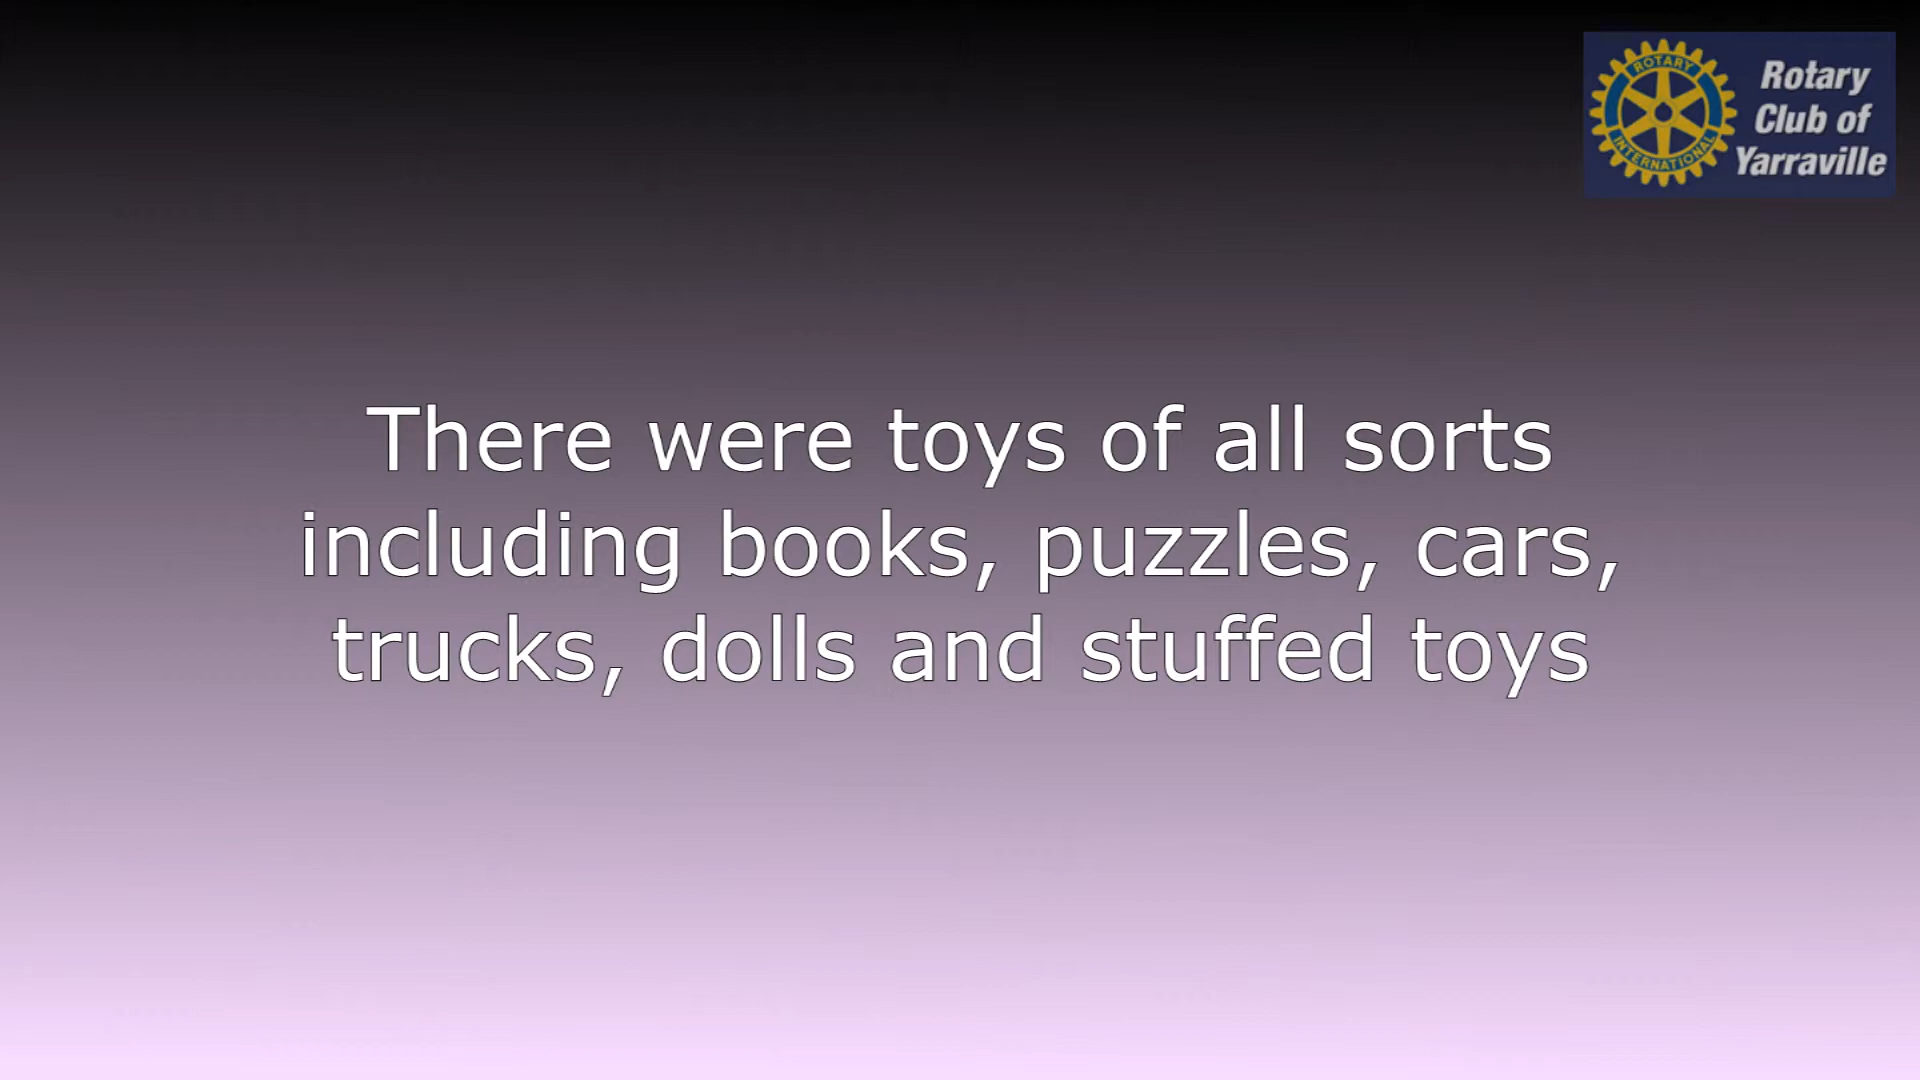 ROTARY
INTERNATIONAL
Rotary
Club of
Yarraville
There were toys of all sorts
including books, puzzles, cars,
trucks, dolls and stuffed toys